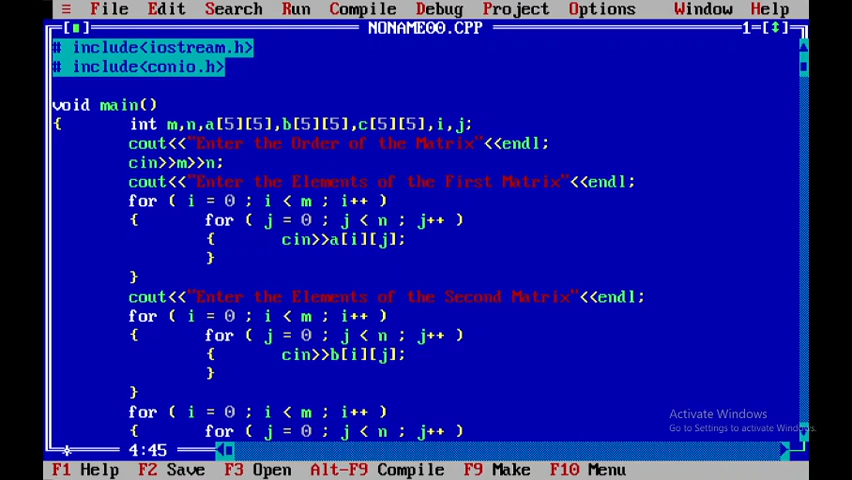 ≡ File Edit Search Run Compile Debug Project Options Window Help
[■] NONAME00.CPP 1=[↕]
# include<iostream.h>
# include<conio.h>
void main()
{ int m,n,a[5][5],b[5][5],c[5][5],i,j;
cout<<"Enter the Order of the Matrix"<<endl;
cin>>m>>n;
cout<<"Enter the Elements of the First Matrix"<<endl;
for ( i = 0 ; i < m ; i++ )
{ for ( j = 0 ; j < n ; j++ )
{ cin>>a[i][j];
}
}
cout<<"Enter the Elements of the Second Matrix"<<endl;
for ( i = 0 ; i < m ; i++ )
{ for ( j = 0 ; j < n ; j++ )
{ cin>>b[i][j];
}
}
for ( i = 0 ; i < m ; i++ )
{ for ( j = 0 ; j < n ; j++ )
Activate Windows
Go to Settings to activate Windows.
4:45
F1 Help F2 Save F3 Open Alt-F9 Compile F9 Make F10 Menu